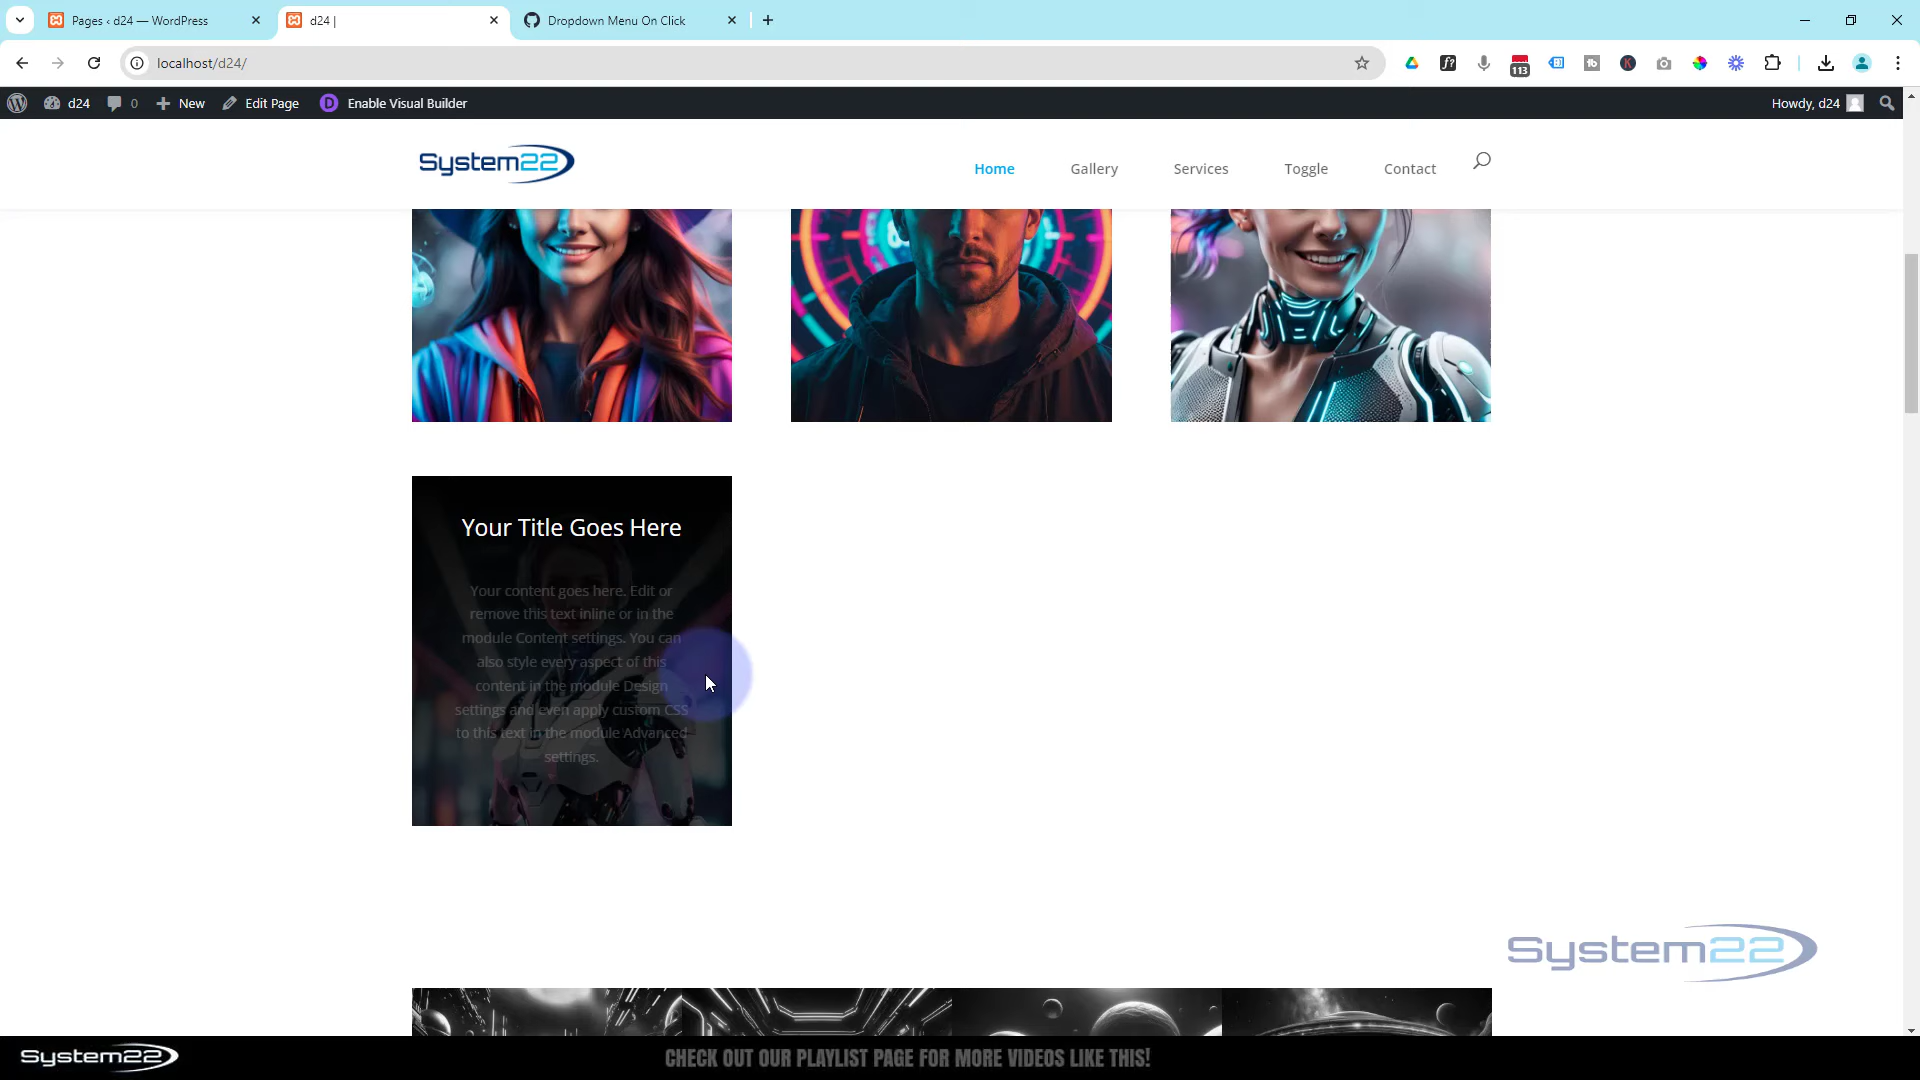 Pages ‹ d24 — WordPress
d24 |
Dropdown Menu On Click
localhost/d24/
113
d24
0
New
Edit Page
Enable Visual Builder
Howdy, d24
System22
Home
Gallery
Services
Toggle
Contact
Your Title Goes Here
Your content goes here. Edit or
remove this text inline or in the
module Content settings. You can
also style every aspect of this
content in the module Design
settings and even apply custom CSS
to this text in the module Advanced
settings.
System22
System22
CHECK OUT OUR PLAYLIST PAGE FOR MORE VIDEOS LIKE THIS!